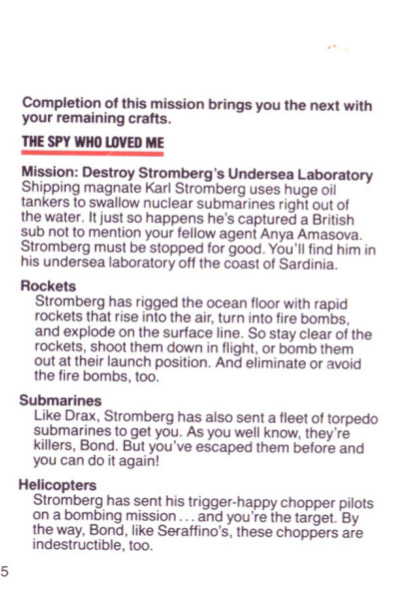 Completion of this mission brings you the next with
your remaining crafts.
THE SPY WHO LOVED ME
Mission: Destroy Stromberg's Undersea Laboratory
Shipping magnate Karl Stromberg uses huge oil
tankers to swallow nuclear submarines right out of
the water. It just so happens he's captured a British
sub not to mention your fellow agent Anya Amasova.
Stromberg must be stopped for good. You'll find him in
his undersea laboratory off the coast of Sardinia.
Rockets
Stromberg has rigged the ocean floor with rapid
rockets that rise into the air, turn into fire bombs,
and explode on the surface line. So stay clear of the
rockets, shoot them down in flight, or bomb them
out at their launch position. And eliminate or avoid
the fire bombs, too.
Submarines
Like Drax, Stromberg has also sent a fleet of torpedo
submarines to get you. As you well know, they're
killers, Bond. But you've escaped them before and
you can do it again!
Helicopters
Stromberg has sent his trigger-happy chopper pilots
on a bombing mission... and you're the target. By
the way, Bond, like Seraffino's, these choppers are
indestructible, too.
5